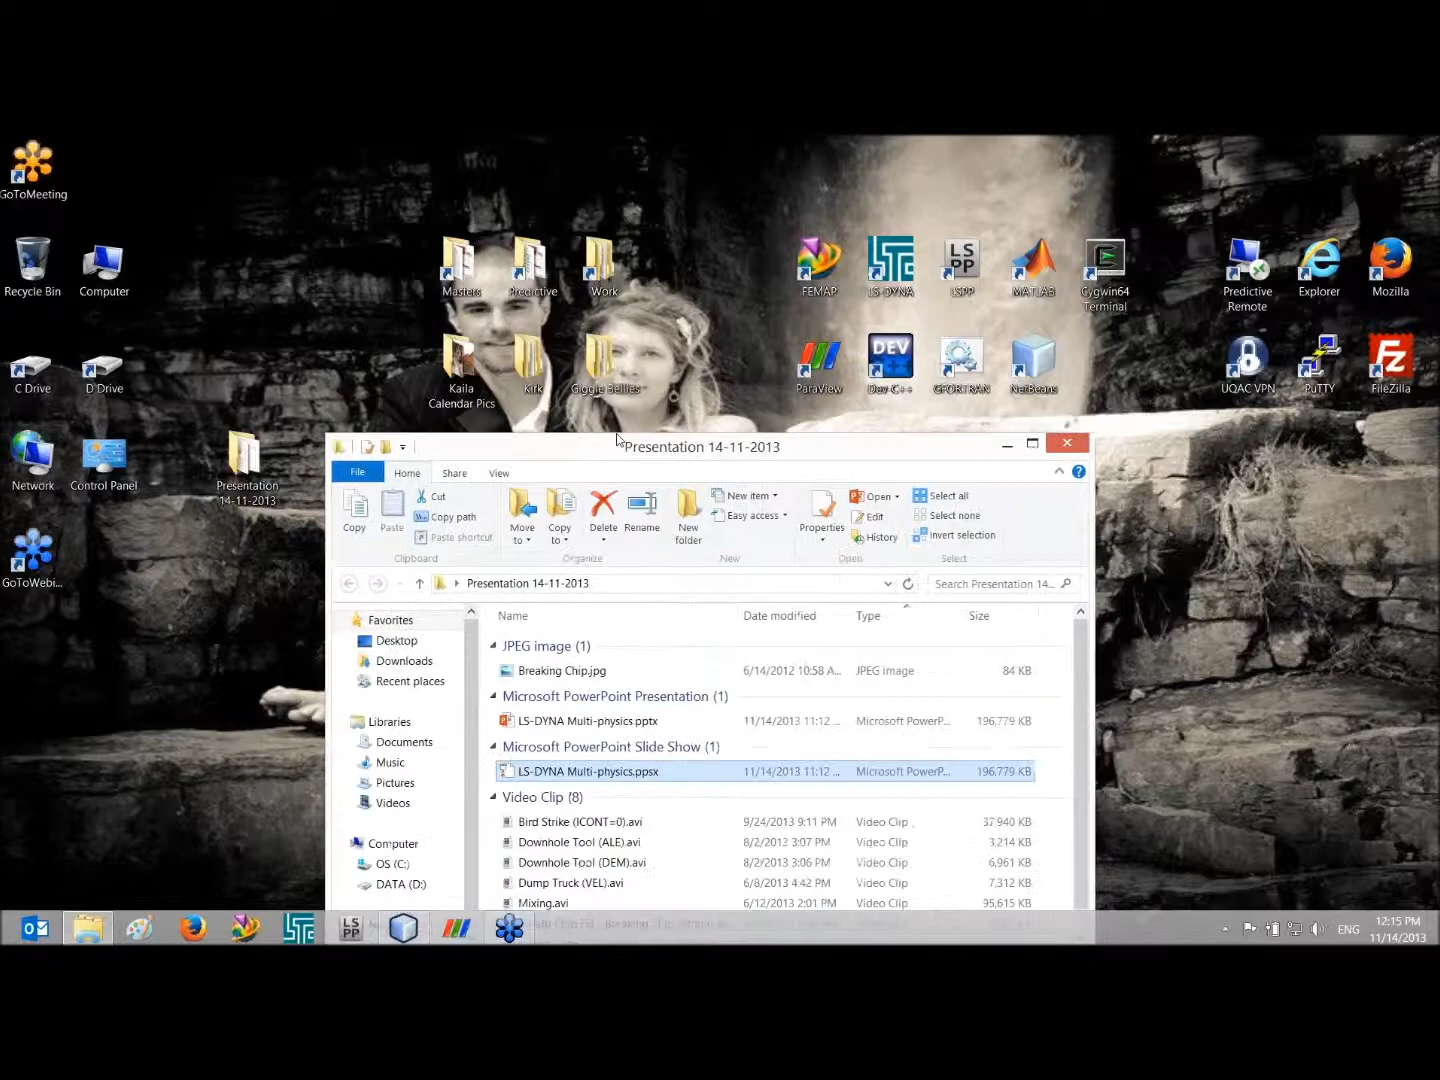 GoToMeeting
Recycle Bin
Computer
C Drive
D Drive
Network
Control Panel
Presentation
14-11-2013
GoToWebi...
Masters
Predictive
Work
Kaila
Calendar Pics
Kirk
Giggle Bellies
FEMAP
LS-DYNA
LSPP
MATLAB
Cygwin64
Terminal
ParaView
Dev-C++
GFORTRAN
NetBeans
Predictive
Remote
Explorer
Mozilla
UQAC VPN
PuTTY
FileZilla
LS
PP
DEV
C++
Fz
Presentation 14-11-2013
File Home Share View
Copy
Paste
Cut
Copy path
Paste shortcut
Clipboard
Move
to
Copy
to
Delete
Rename
Organize
New
folder
New item
Easy access
New
Properties
Open
Edit
History
Open
Select all
Select none
Invert selection
Select
Presentation 14-11-2013
Search Presentation 14...
Favorites
Desktop
Downloads
Recent places
Libraries
Documents
Music
Pictures
Videos
Computer
OS (C:)
DATA (D:)
Name Date modified Type Size
JPEG image (1)
Breaking Chip.jpg 6/14/2012 10:58 A... JPEG image 84 KB
Microsoft PowerPoint Presentation (1)
LS-DYNA Multi-physics.pptx 11/14/2013 11:12 ... Microsoft PowerP... 196,779 KB
Microsoft PowerPoint Slide Show (1)
LS-DYNA Multi-physics.ppsx 11/14/2013 11:12 ... Microsoft PowerP... 196,779 KB
Video Clip (8)
Bird Strike (ICONT=0).avi 9/24/2013 9:11 PM Video Clip 37,940 KB
Downhole Tool (ALE).avi 8/2/2013 3:07 PM Video Clip 3,214 KB
Downhole Tool (DEM).avi 8/2/2013 3:06 PM Video Clip 6,961 KB
Dump Truck (VEL).avi 6/8/2013 4:42 PM Video Clip 7,312 KB
Mixing.avi 6/12/2013 2:01 PM Video Clip 95,615 KB
LS
PP
ENG
12:15 PM
11/14/2013